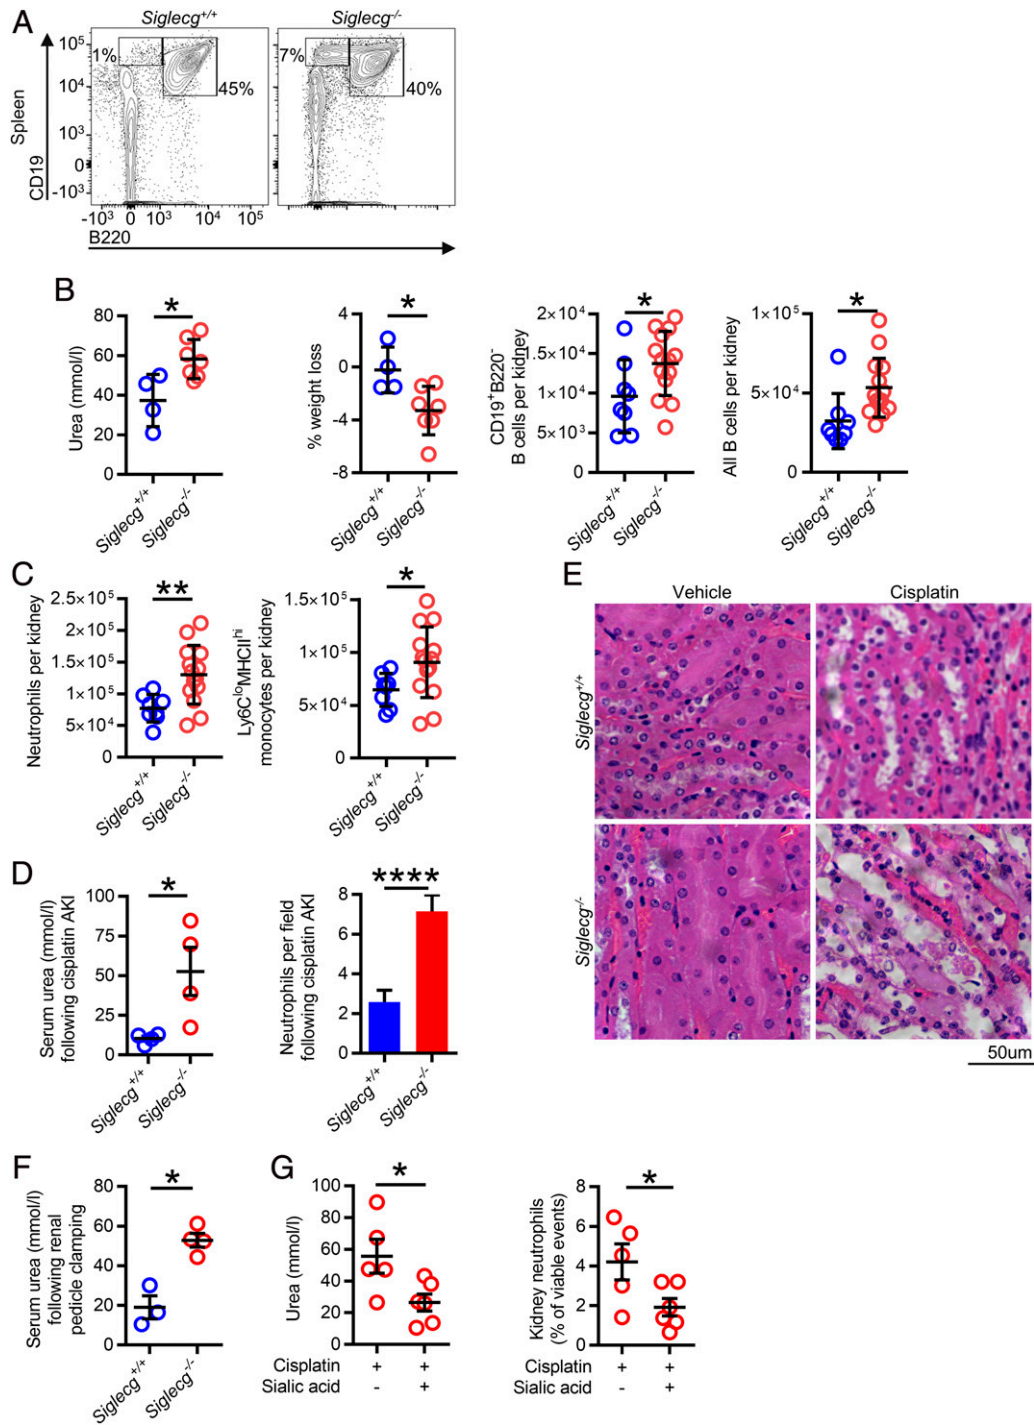 A
Siglecg+/+
Siglecg-/-
Spleen
CD19
10⁵
10⁴
10³
0
-10³
1%
45%
7%
40%
-10³ 0 10³ 10⁴ 10⁵
B220
B
Urea (mmol/l)
80
60
40
20
0
*
Siglecg+/+
Siglecg-/-
% weight loss
4
0
-4
-8
*
Siglecg+/+
Siglecg-/-
CD19+B220-
B cells per kidney
2×10⁴
1.5×10⁴
1×10⁴
5×10³
0
*
Siglecg+/+
Siglecg-/-
All B cells per kidney
1×10⁵
5×10⁴
0
*
Siglecg+/+
Siglecg-/-
C
Neutrophils per kidney
2.5×10⁵
2×10⁵
1.5×10⁵
1×10⁵
5×10⁴
0
**
Siglecg+/+
Siglecg-/-
Ly6CloMHCIIhi
monocytes per kidney
1.5×10⁵
1×10⁵
5×10⁴
0
*
Siglecg+/+
Siglecg-/-
D
Serum urea (mmol/l)
following cisplatin AKI
100
75
50
25
0
*
Siglecg+/+
Siglecg-/-
Neutrophils per field
following cisplatin AKI
8
6
4
2
0
****
Siglecg+/+
Siglecg-/-
E
Vehicle
Cisplatin
Siglecg+/+
Siglecg-/-
50um
F
Serum urea (mmol/l)
following renal
pedicle clamping
80
60
40
20
0
*
Siglecg+/+
Siglecg-/-
G
Urea (mmol/l)
100
80
60
40
20
0
*
Cisplatin + +
Sialic acid - +
Kidney neutrophils
(% of viable events)
8
6
4
2
0
*
Cisplatin + +
Sialic acid - +